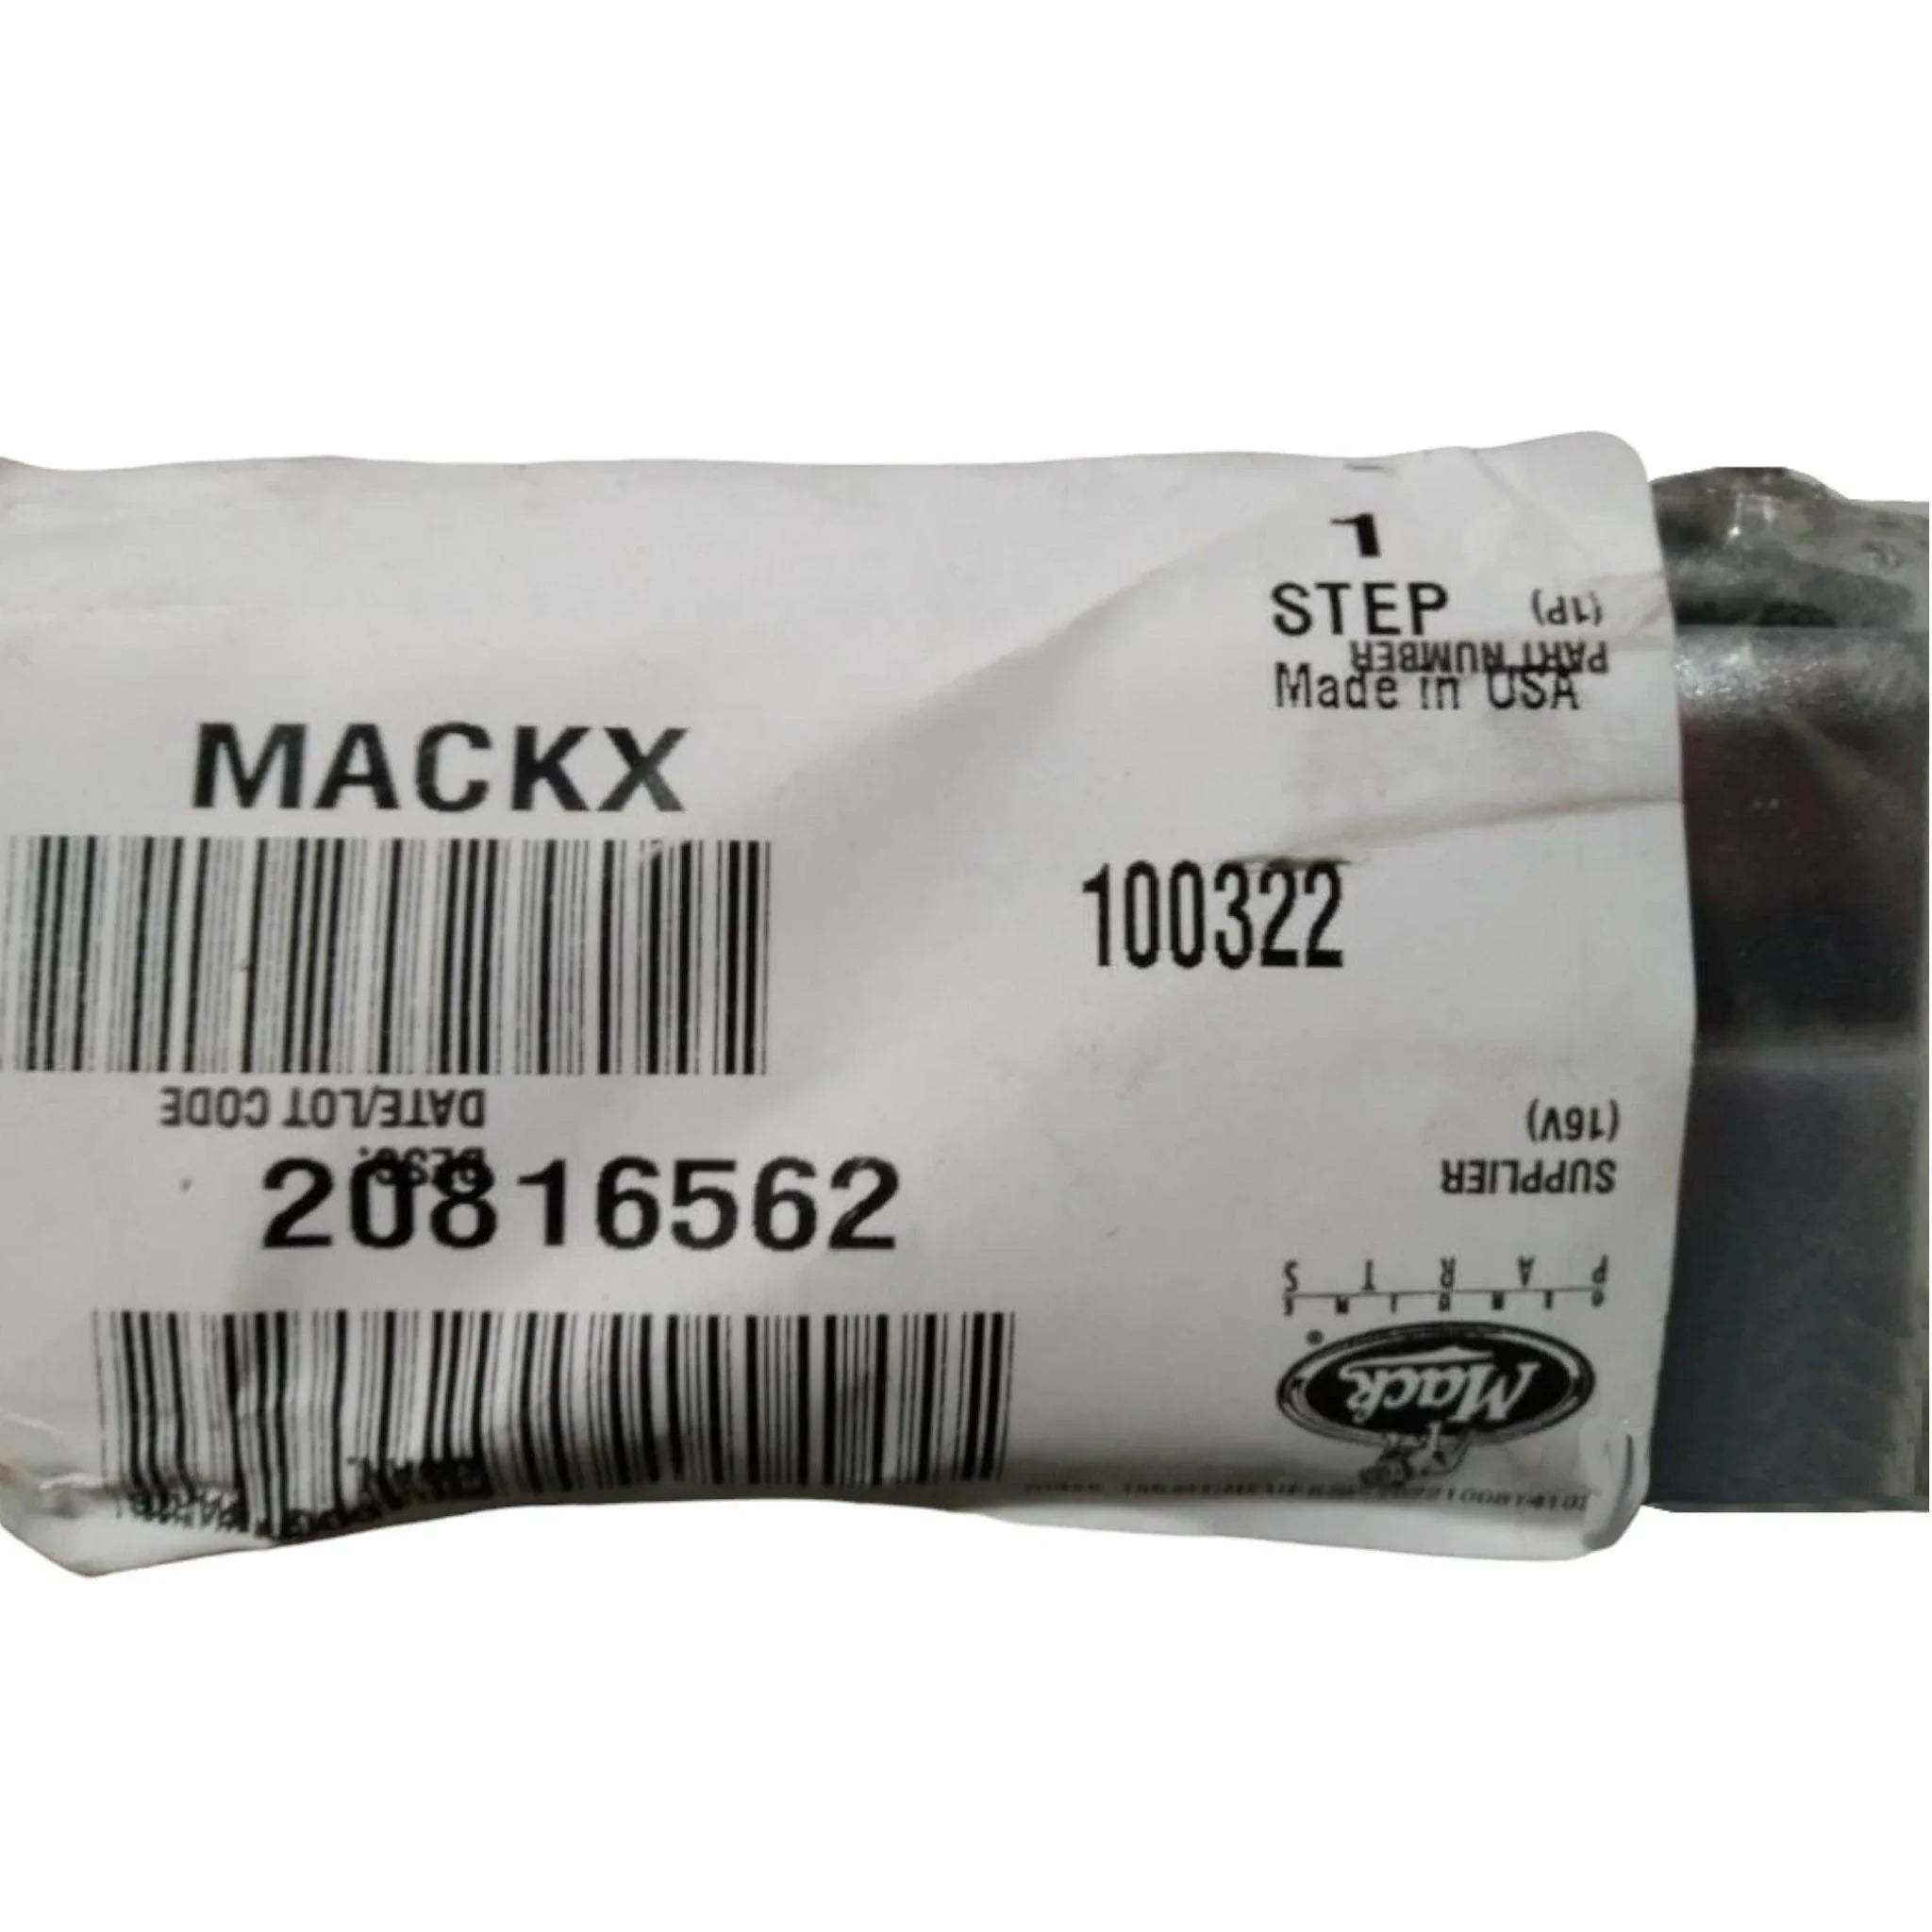 1
STEP
(1P)
PART NUMBER
Made in USA
MACKX
100322
DATE/LOT CODE
DESC.
20816562
(16V)
SUPPLIER
PARTS
GENUINE
Mack®